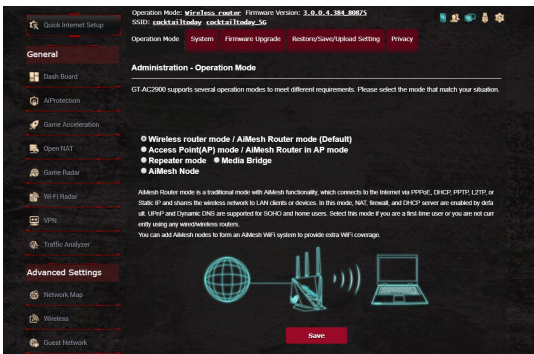 Operation Mode: Wireless router Firmware Version: 3.0.0.4.384_80875
SSID: cocktailtoday cocktailtoday_5G
Quick Internet Setup
Operation Mode System Firmware Upgrade Restore/Save/Upload Setting Privacy
General
Administration - Operation Mode
Dash Board
GT-AC2900 supports several operation modes to meet different requirements. Please select the mode that match your situation.
AiProtection
Game Acceleration
Wireless router mode / AiMesh Router mode (Default)
Open NAT
Access Point(AP) mode / AiMesh Router in AP mode
Repeater mode Media Bridge
Game Radar
AiMesh Node
Wi-Fi Radar
AiMesh Router mode is a traditional mode with AiMesh functionality, which connects to the Internet via PPPoE, DHCP, PPTP, L2TP, or
Static IP and shares the wireless network to LAN clients or devices. In this mode, NAT, firewall, and DHCP server are enabled by defa
VPN
ult. UPnP and Dynamic DNS are supported for SOHO and home users. Select this mode if you are a first-time user or you are not curr
ently using any wired/wireless routers.
You can add AiMesh nodes to form an AiMesh WiFi system to provide extra WiFi coverage.
Traffic Analyzer
Advanced Settings
Network Map
Wireless
Save
Guest Network